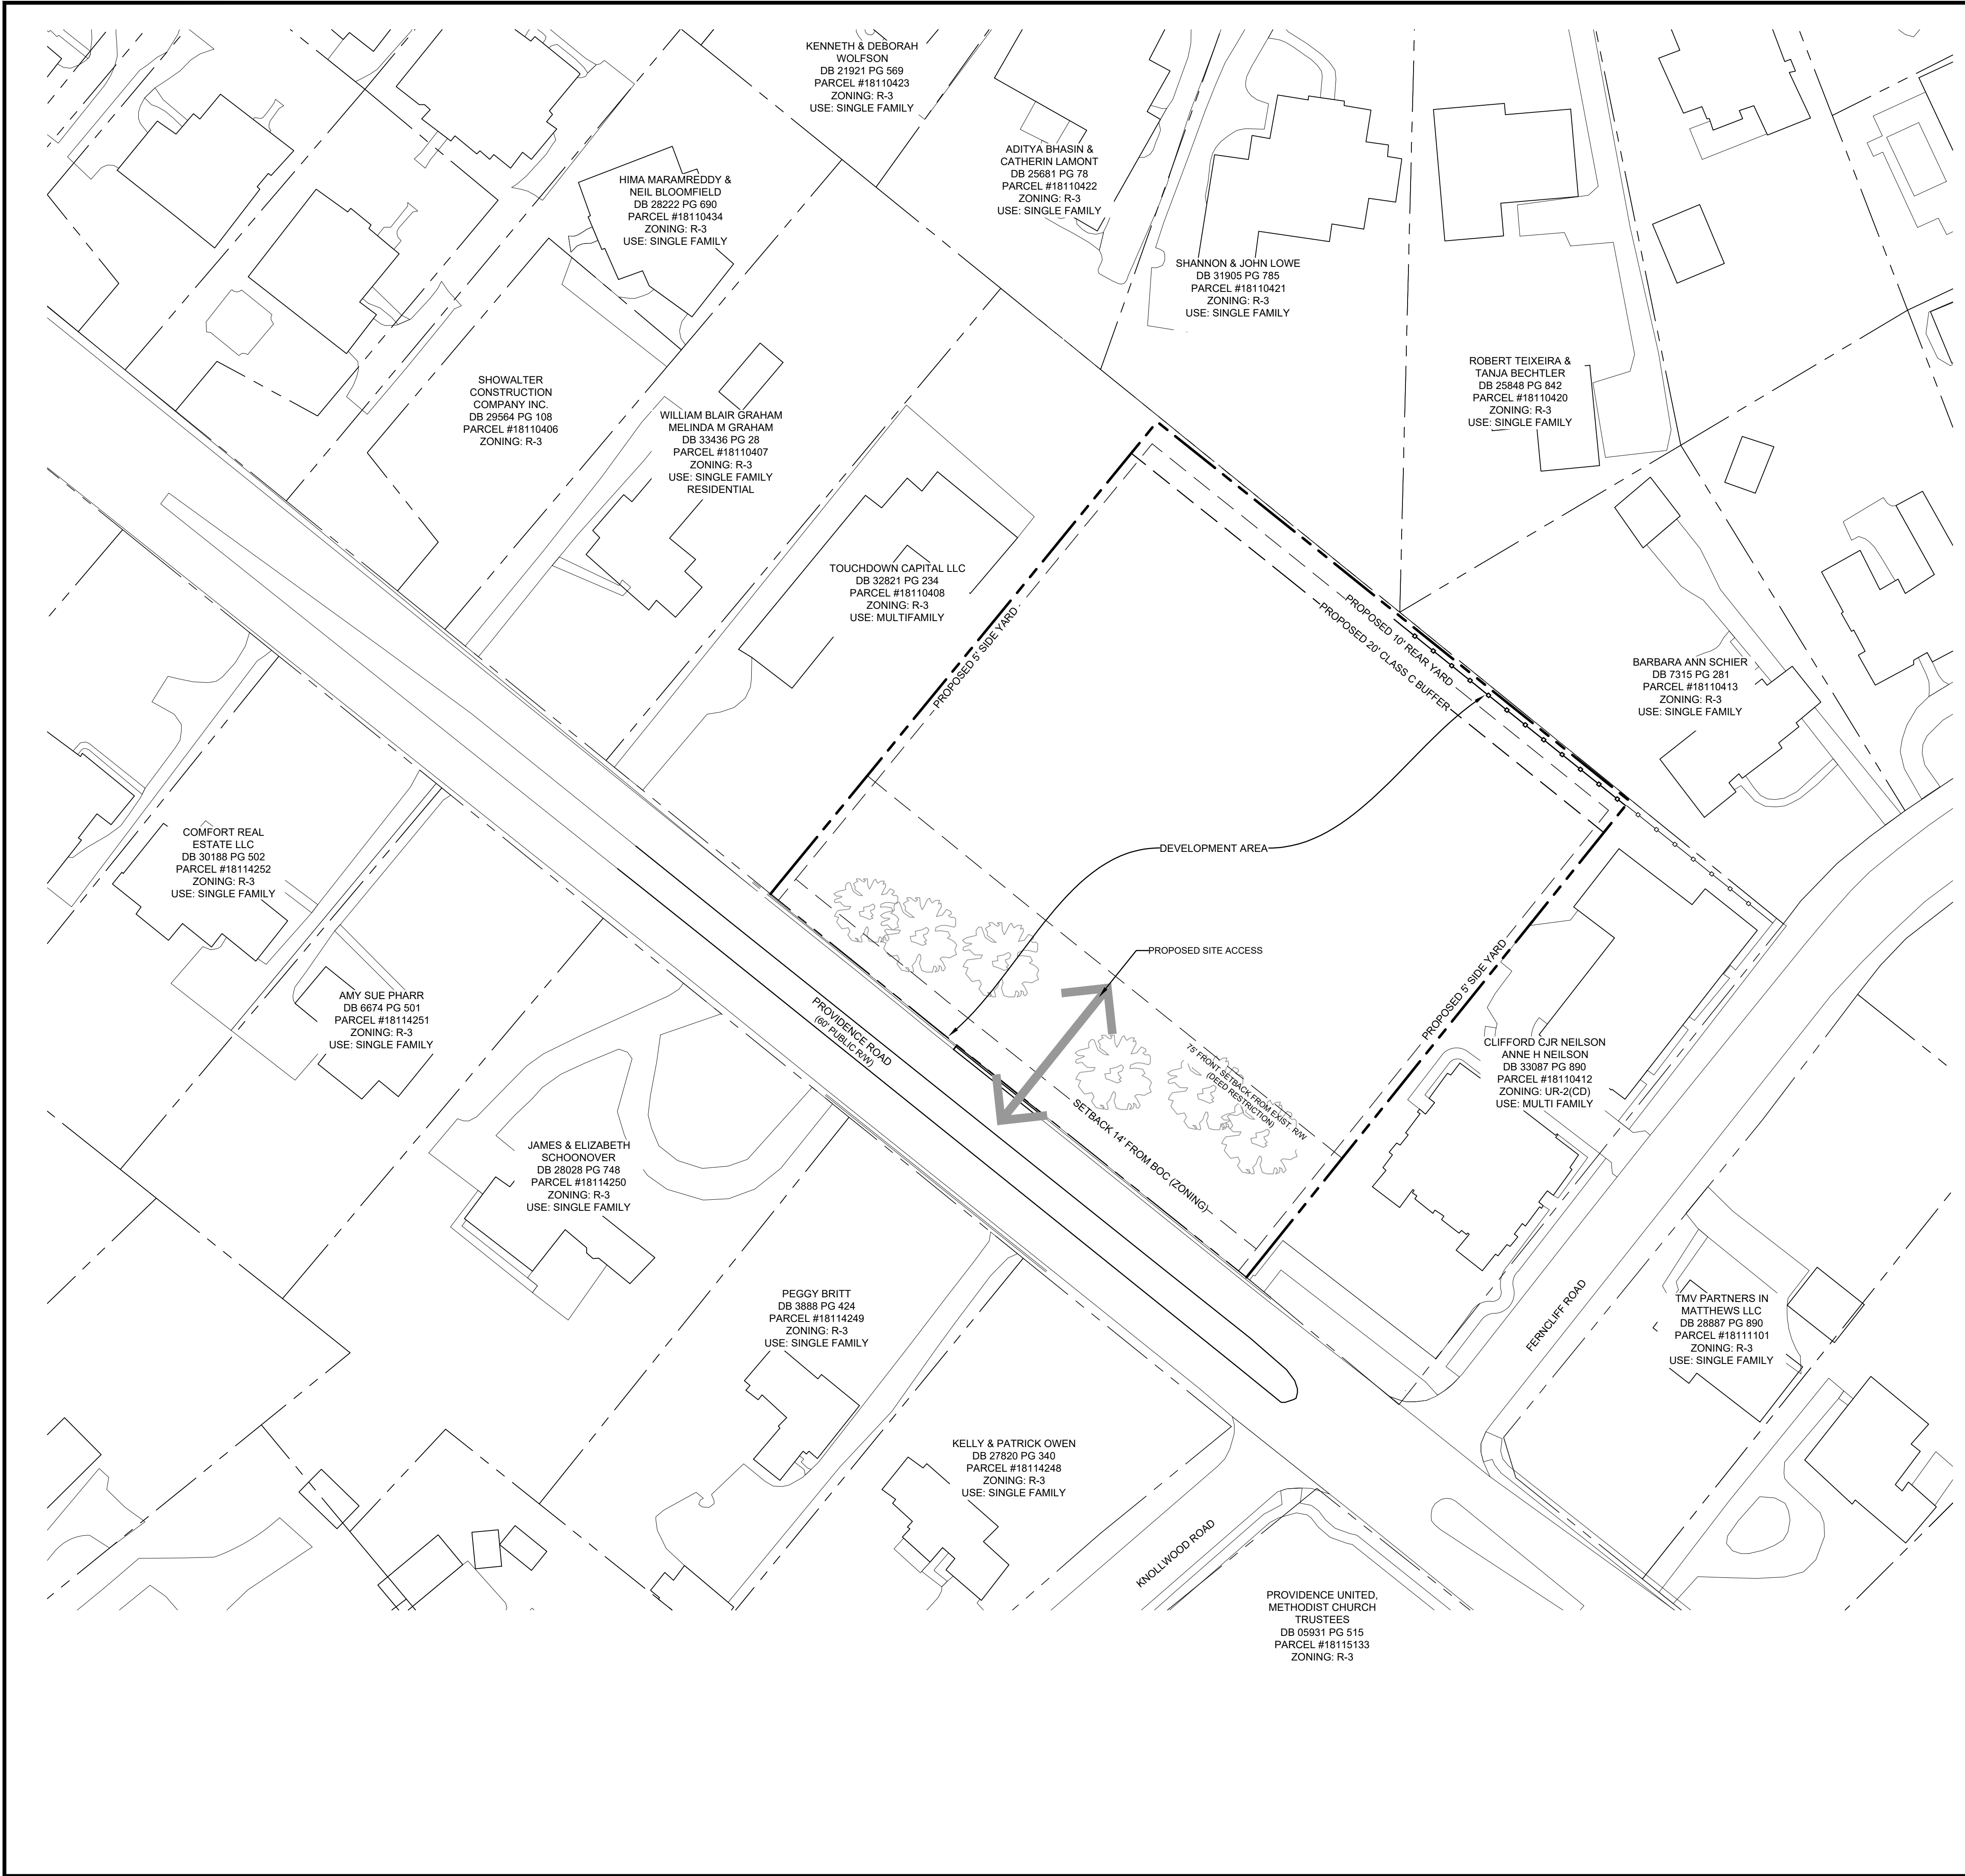 KENNETH & DEBORAH
WOLFSON
DB 21921 PG 569
PARCEL #18110423
ZONING: R-3
USE: SINGLE FAMILY
ADITYA BHASIN &
CATHERIN LAMONT
DB 25681 PG 78
PARCEL #18110422
ZONING: R-3
USE: SINGLE FAMILY
HIMA MARAMREDDY &
NEIL BLOOMFIELD
DB 28222 PG 690
PARCEL #18110434
ZONING: R-3
USE: SINGLE FAMILY
SHANNON & JOHN LOWE
DB 31905 PG 785
PARCEL #18110421
ZONING: R-3
USE: SINGLE FAMILY
ROBERT TEIXEIRA &
TANJA BECHTLER
DB 25848 PG 842
PARCEL #18110420
ZONING: R-3
USE: SINGLE FAMILY
SHOWALTER
CONSTRUCTION
COMPANY INC.
DB 29564 PG 108
PARCEL #18110406
ZONING: R-3
WILLIAM BLAIR GRAHAM
MELINDA M GRAHAM
DB 33436 PG 28
PARCEL #18110407
ZONING: R-3
USE: SINGLE FAMILY
RESIDENTIAL
TOUCHDOWN CAPITAL LLC
DB 32821 PG 234
PARCEL #18110408
ZONING: R-3
USE: MULTIFAMILY
PROPOSED 5' SIDE YARD
PROPOSED 10' REAR YARD
PROPOSED 20' CLASS C BUFFER
BARBARA ANN SCHIER
DB 7315 PG 281
PARCEL #18110413
ZONING: R-3
USE: SINGLE FAMILY
COMFORT REAL
ESTATE LLC
DB 30188 PG 502
PARCEL #18114252
ZONING: R-3
USE: SINGLE FAMILY
DEVELOPMENT AREA
PROPOSED SITE ACCESS
PROPOSED 5' SIDE YARD
AMY SUE PHARR
DB 6674 PG 501
PARCEL #18114251
ZONING: R-3
USE: SINGLE FAMILY
PROVIDENCE ROAD
(60' PUBLIC R/W)
75' FRONT SETBACK FROM EXIST. R/W
(DEED RESTRICTION)
SETBACK 14' FROM BOC (ZONING)
CLIFFORD CJR NEILSON
ANNE H NEILSON
DB 33087 PG 890
PARCEL #18110412
ZONING: UR-2(CD)
USE: MULTI FAMILY
JAMES & ELIZABETH
SCHOONOVER
DB 28028 PG 748
PARCEL #18114250
ZONING: R-3
USE: SINGLE FAMILY
PEGGY BRITT
DB 3888 PG 424
PARCEL #18114249
ZONING: R-3
USE: SINGLE FAMILY
FERNCLIFF ROAD
TMV PARTNERS IN
MATTHEWS LLC
DB 28887 PG 890
PARCEL #18111101
ZONING: R-3
USE: SINGLE FAMILY
KELLY & PATRICK OWEN
DB 27820 PG 340
PARCEL #18114248
ZONING: R-3
USE: SINGLE FAMILY
KNOLLWOOD ROAD
PROVIDENCE UNITED,
METHODIST CHURCH
TRUSTEES
DB 05931 PG 515
PARCEL #18115133
ZONING: R-3